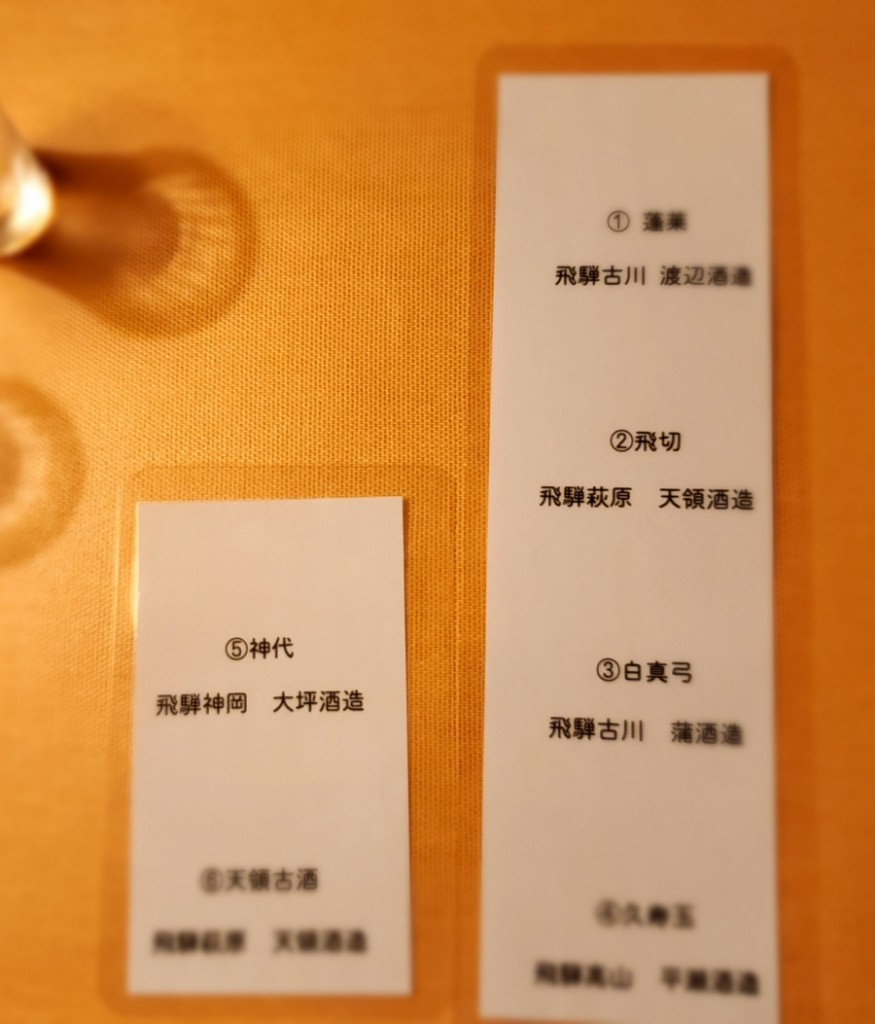 ① 蓬莱
飛騨古川 渡辺酒造
②飛切
飛騨萩原 天領酒造
③白真弓
飛騨古川 蒲酒造
④久寿玉
飛騨高山 平瀬酒造
⑤神代
飛騨神岡 大坪酒造
⑥天領古酒
飛騨萩原 天領酒造